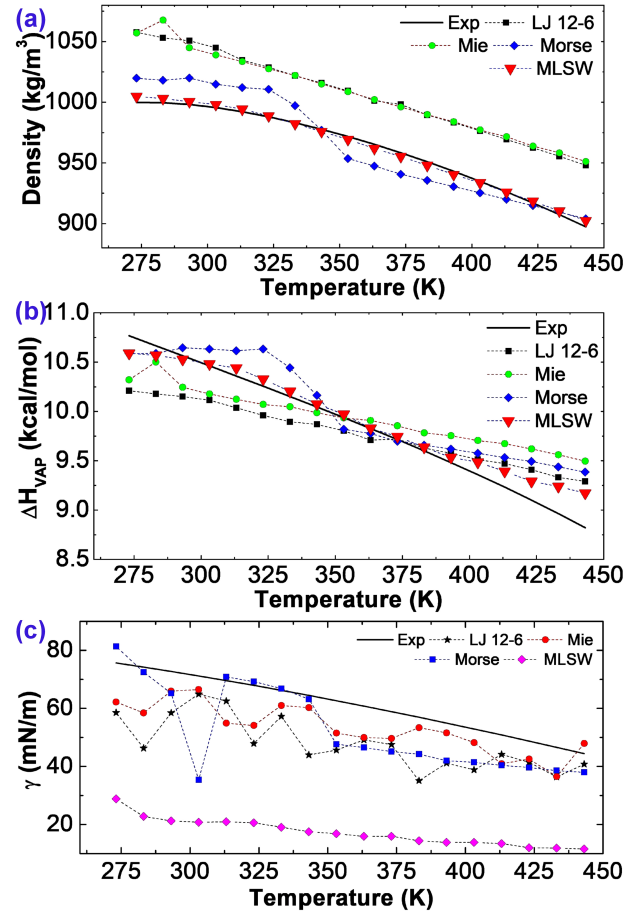 (a)
Exp LJ 12-6
Mie Morse
MLSW
Density (kg/m³)
1050
1000
950
900
275 300 325 350 375 400 425 450
Temperature (K)
(b)
Exp
LJ 12-6
Mie
Morse
MLSW
ΔH_VAP (kcal/mol)
11.0
10.5
10.0
9.5
9.0
8.5
275 300 325 350 375 400 425 450
Temperature (K)
(c)
Exp LJ 12-6 Mie
Morse MLSW
γ (mN/m)
80
60
40
20
275 300 325 350 375 400 425 450
Temperature (K)